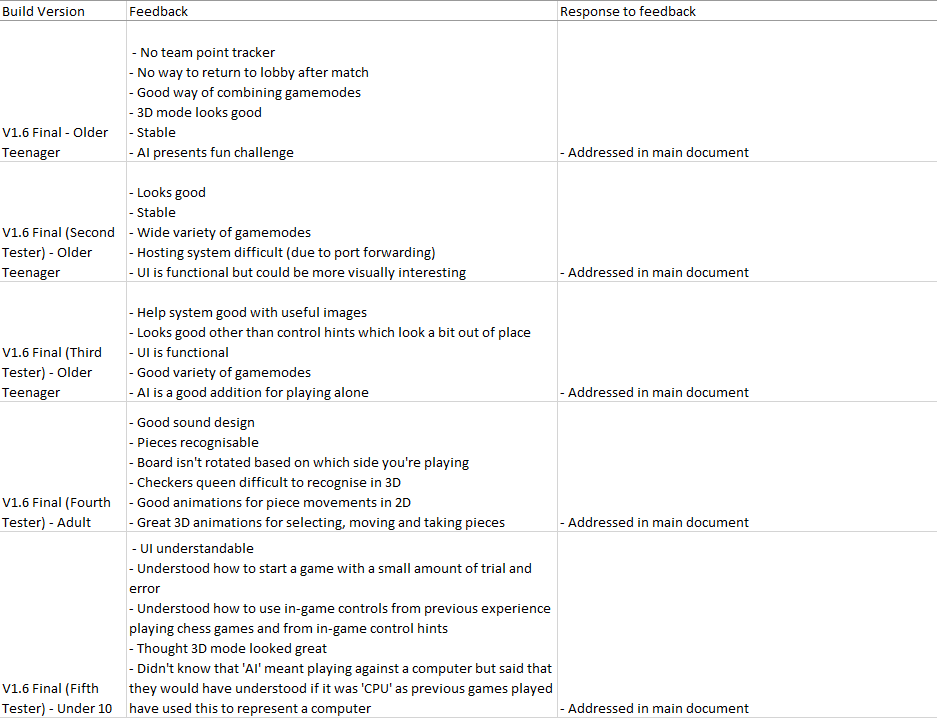 Build Version Feedback Response to feedback
- No team point tracker
- No way to return to lobby after match
- Good way of combining gamemodes
- 3D mode looks good
V1.6 Final - Older - Stable
Teenager - AI presents fun challenge - Addressed in main document
- Looks good
- Stable
V1.6 Final (Second - Wide variety of gamemodes
Tester) - Older - Hosting system difficult (due to port forwarding)
Teenager - UI is functional but could be more visually interesting - Addressed in main document
- Help system good with useful images
- Looks good other than control hints which look a bit out of place
V1.6 Final (Third - UI is functional
Tester) - Older - Good variety of gamemodes
Teenager - AI is a good addition for playing alone - Addressed in main document
- Good sound design
- Pieces recognisable
- Board isn't rotated based on which side you're playing
- Checkers queen difficult to recognise in 3D
V1.6 Final (Fourth - Good animations for piece movements in 2D
Tester) - Adult - Great 3D animations for selecting, moving and taking pieces - Addressed in main document
- UI understandable
- Understood how to start a game with a small amount of trial and
error
- Understood how to use in-game controls from previous experience
playing chess games and from in-game control hints
- Thought 3D mode looked great
- Didn't know that 'AI' meant playing against a computer but said that
V1.6 Final (Fifth they would have understood if it was 'CPU' as previous games played
Tester) - Under 10 have used this to represent a computer - Addressed in main document